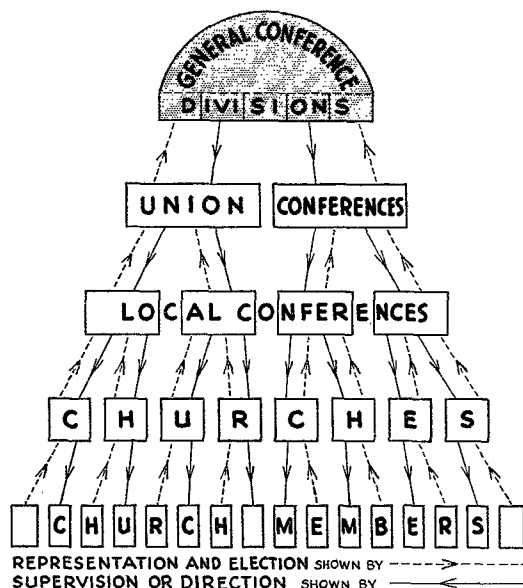 GENERAL CONFERENCE
DIVISIONS
UNION CONFERENCES
LOCAL CONFERENCES
CHURCHES
CHURCH MEMBERS
REPRESENTATION AND ELECTION SHOWN BY
SUPERVISION OR DIRECTION SHOWN BY